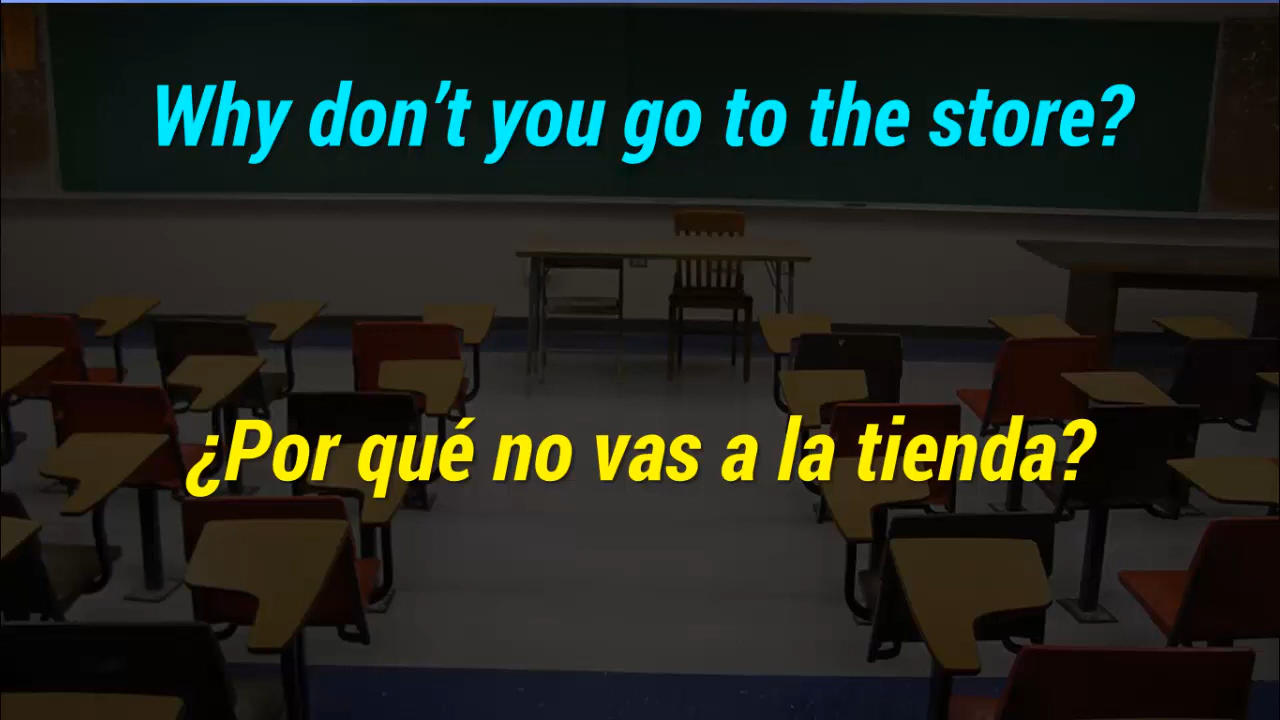 Why don’t you go to the store?
¿Por qué no vas a la tienda?